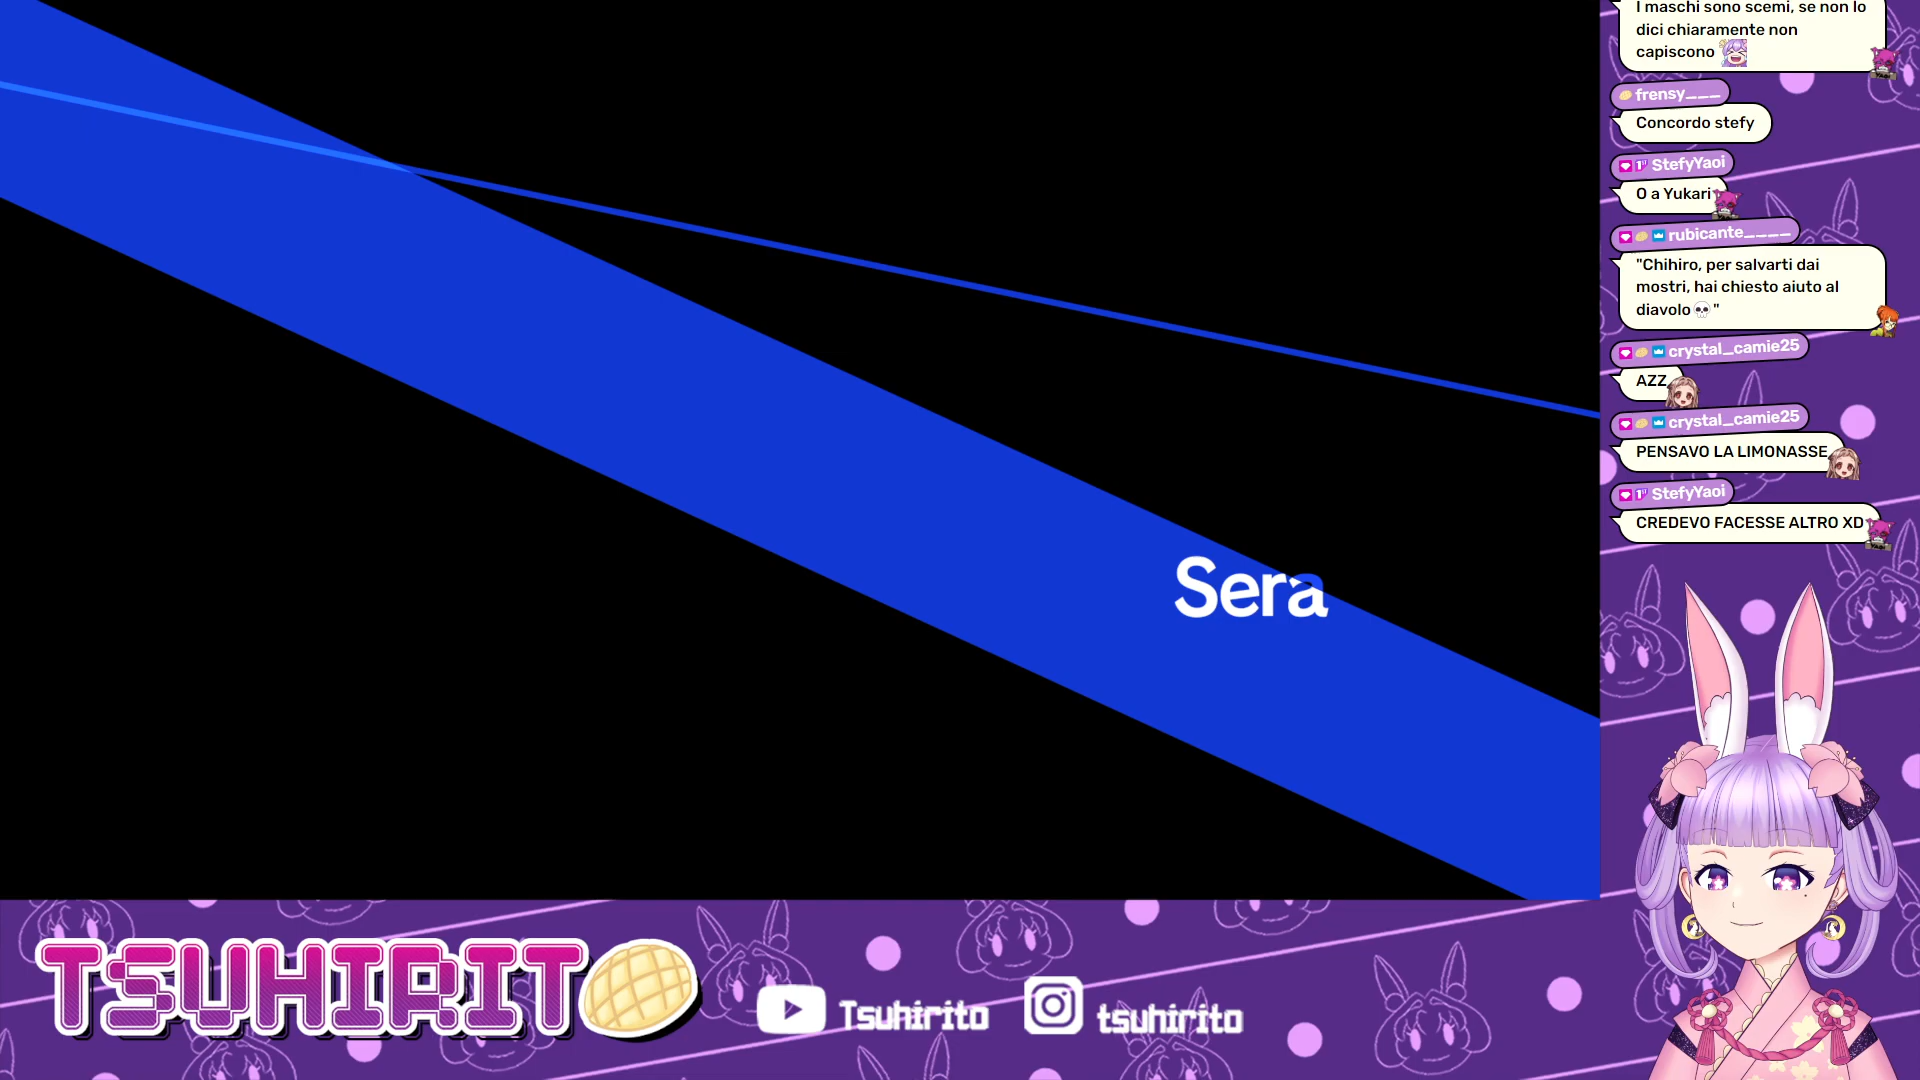 I maschi sono scemi, se non lo
dici chiaramente non
capiscono
frensy___
Concordo stefy
StefyYaoi
O a Yukari
rubicante____
"Chihiro, per salvarti dai
mostri, hai chiesto aiuto al
diavolo💀"
crystal_camie25
AZZ
crystal_camie25
PENSAVO LA LIMONASSE
StefyYaoi
CREDEVO FACESSE ALTRO XD
Sera
TSUHIRITO
Tsuhirito
tsuhirito